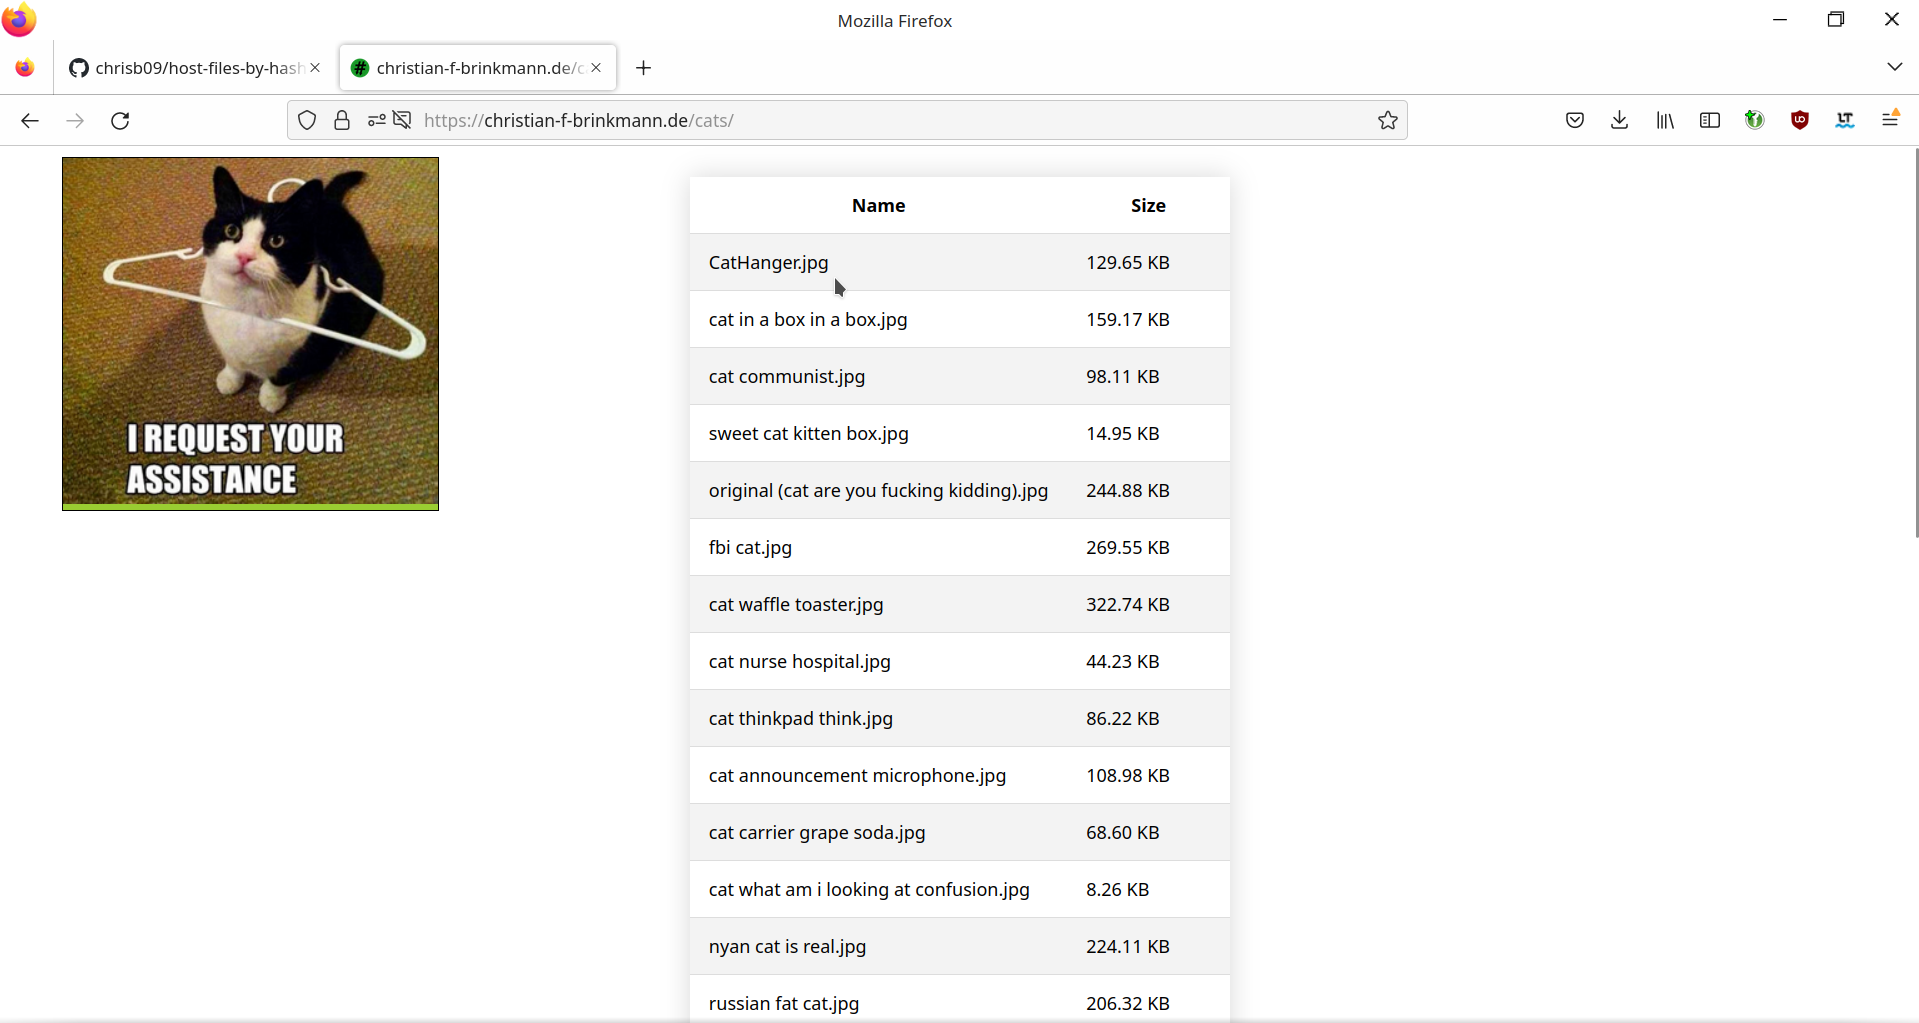 Mozilla Firefox
chrisb09/host-files-by-hash
christian-f-brinkmann.de/c
https://christian-f-brinkmann.de/cats/
LT
I REQUEST YOUR
ASSISTANCE
Name Size
CatHanger.jpg 129.65 KB
cat in a box in a box.jpg 159.17 KB
cat communist.jpg 98.11 KB
sweet cat kitten box.jpg 14.95 KB
original (cat are you fucking kidding).jpg 244.88 KB
fbi cat.jpg 269.55 KB
cat waffle toaster.jpg 322.74 KB
cat nurse hospital.jpg 44.23 KB
cat thinkpad think.jpg 86.22 KB
cat announcement microphone.jpg 108.98 KB
cat carrier grape soda.jpg 68.60 KB
cat what am i looking at confusion.jpg 8.26 KB
nyan cat is real.jpg 224.11 KB
russian fat cat.jpg 206.32 KB